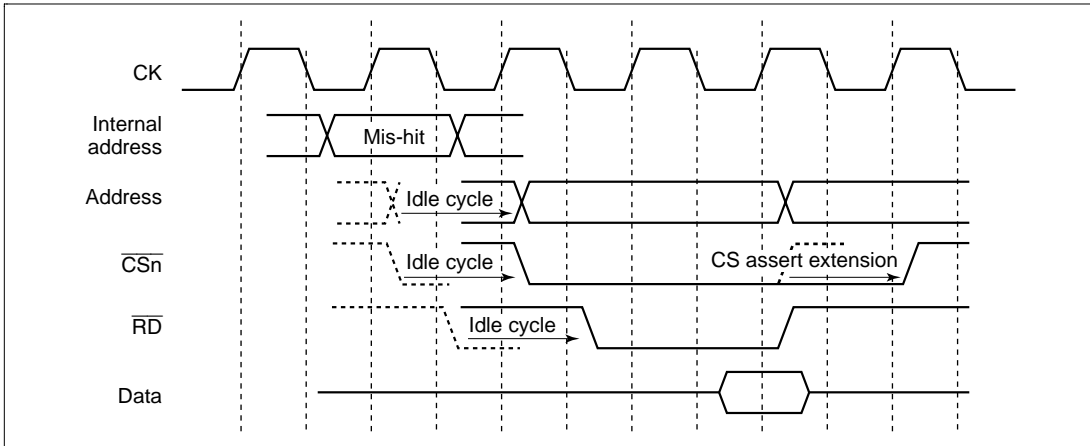 CK
Internal
address
Mis-hit
Address
Idle cycle
CSn
Idle cycle
CS assert extension
RD
Idle cycle
Data